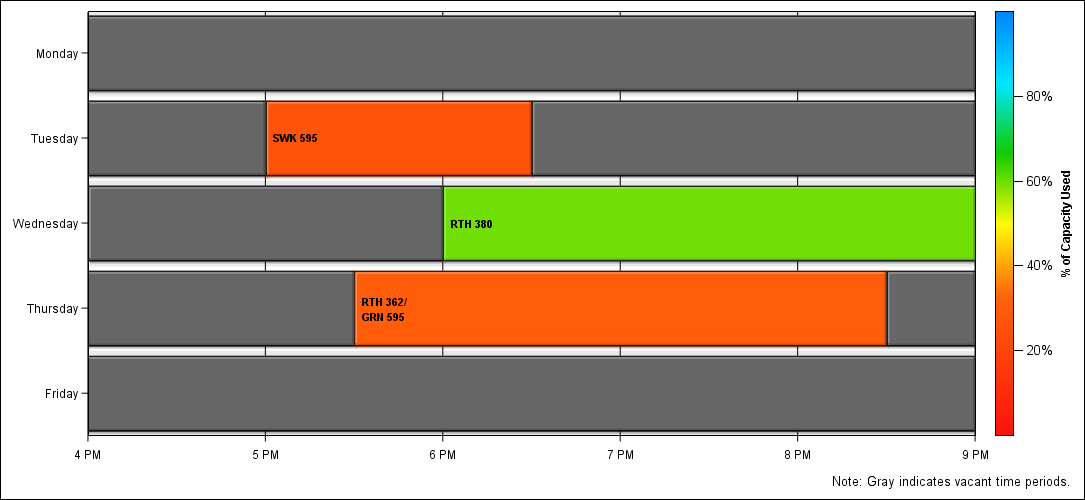 Monday
Tuesday
SWK 595
Wednesday
RTH 380
Thursday
RTH 362/
GRN 595
Friday
4 PM 5 PM 6 PM 7 PM 8 PM 9 PM
80%
60%
40%
20%
% of Capacity Used
Note: Gray indicates vacant time periods.